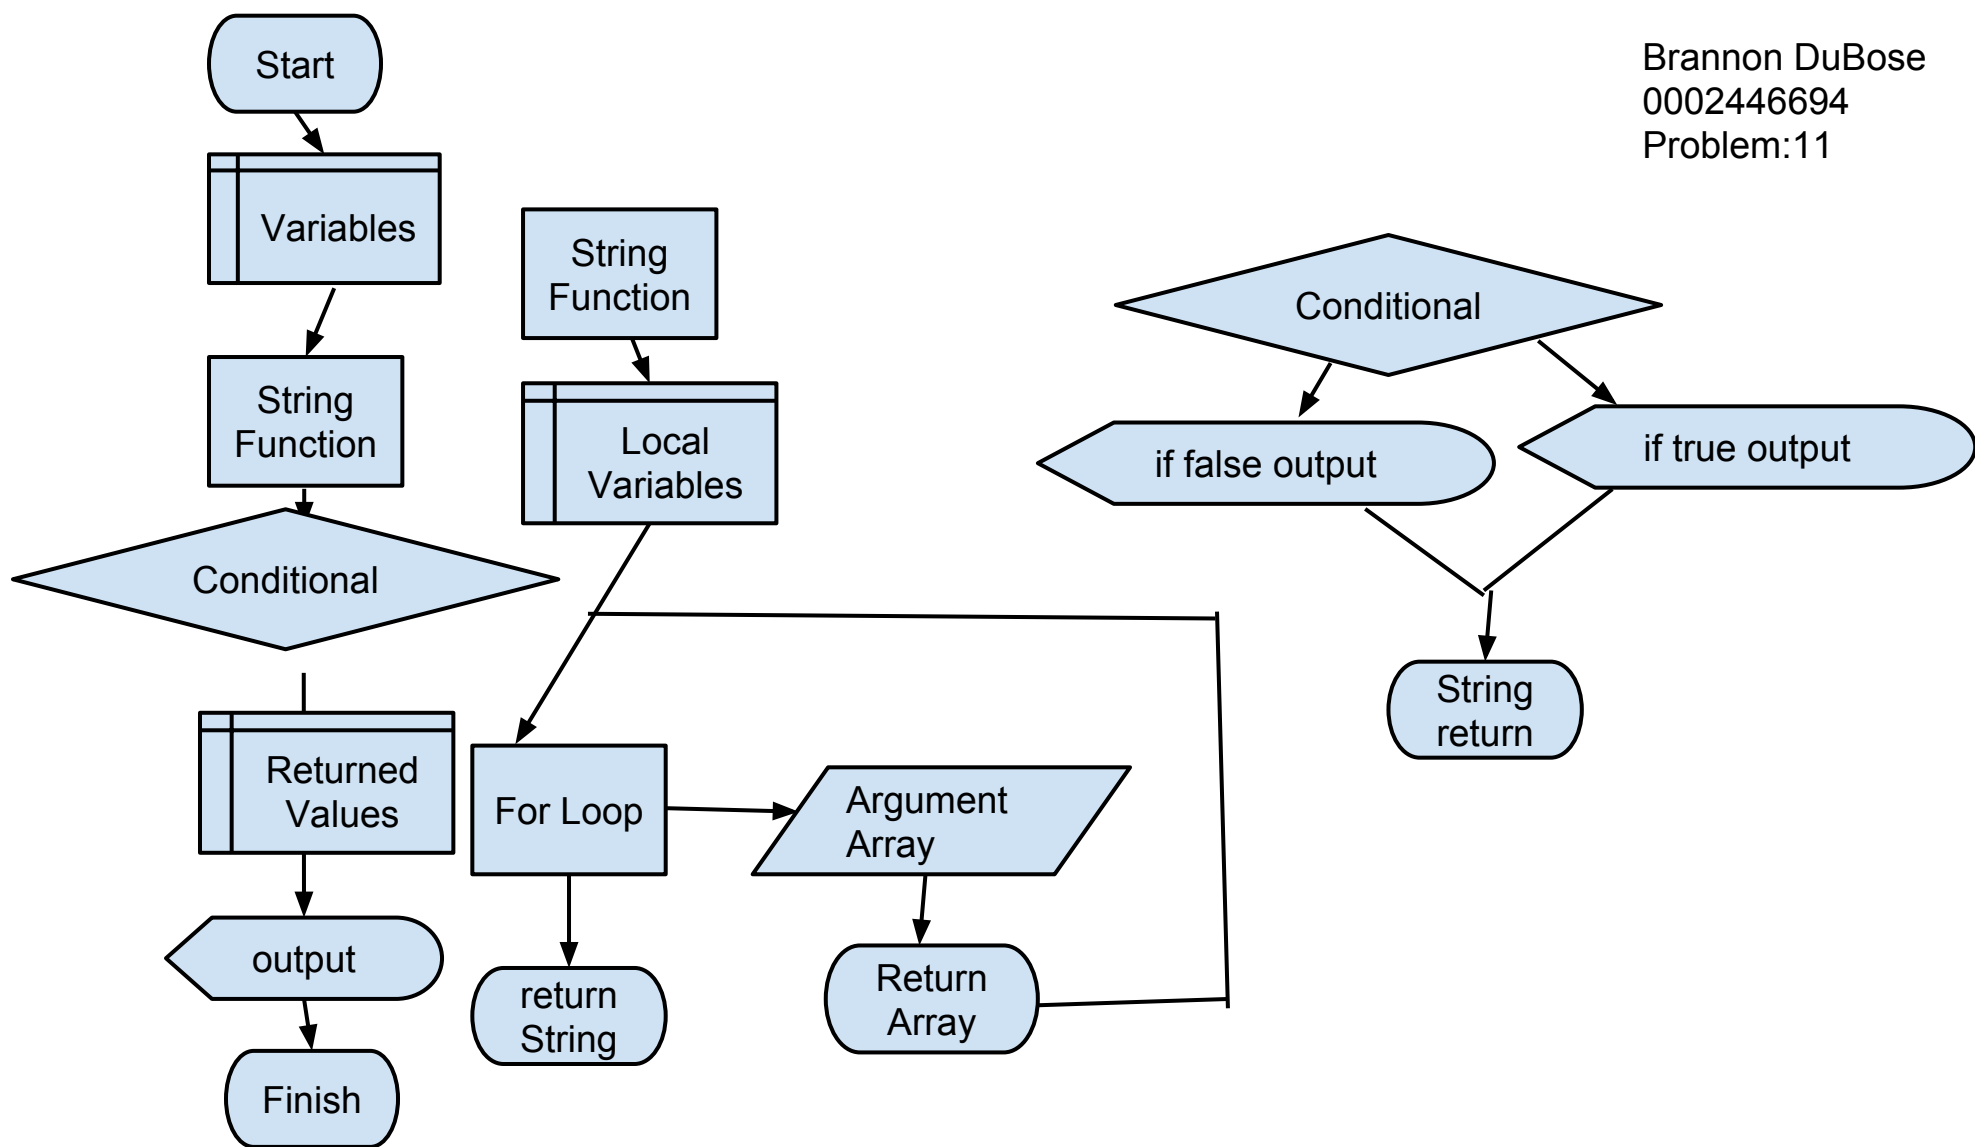 Start
Variables
String
Function
Conditional
Returned
Values
output
Finish
String
Function
Local
Variables
For Loop
return
String
Argument
Array
Return
Array
Conditional
if false output
if true output
String
return
Brannon DuBose
0002446694
Problem:11